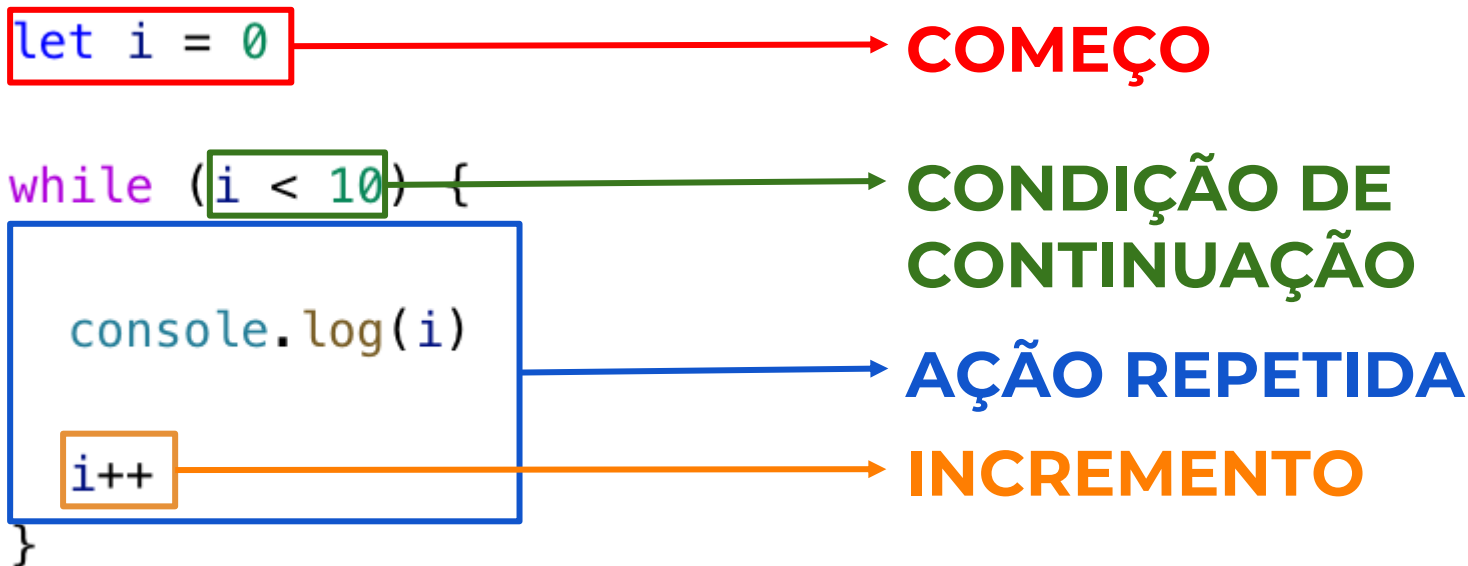 let i = 0
COMEÇO
while (i < 10) {
CONDIÇÃO DE
CONTINUAÇÃO
console.log(i)
AÇÃO REPETIDA
i++
INCREMENTO
}